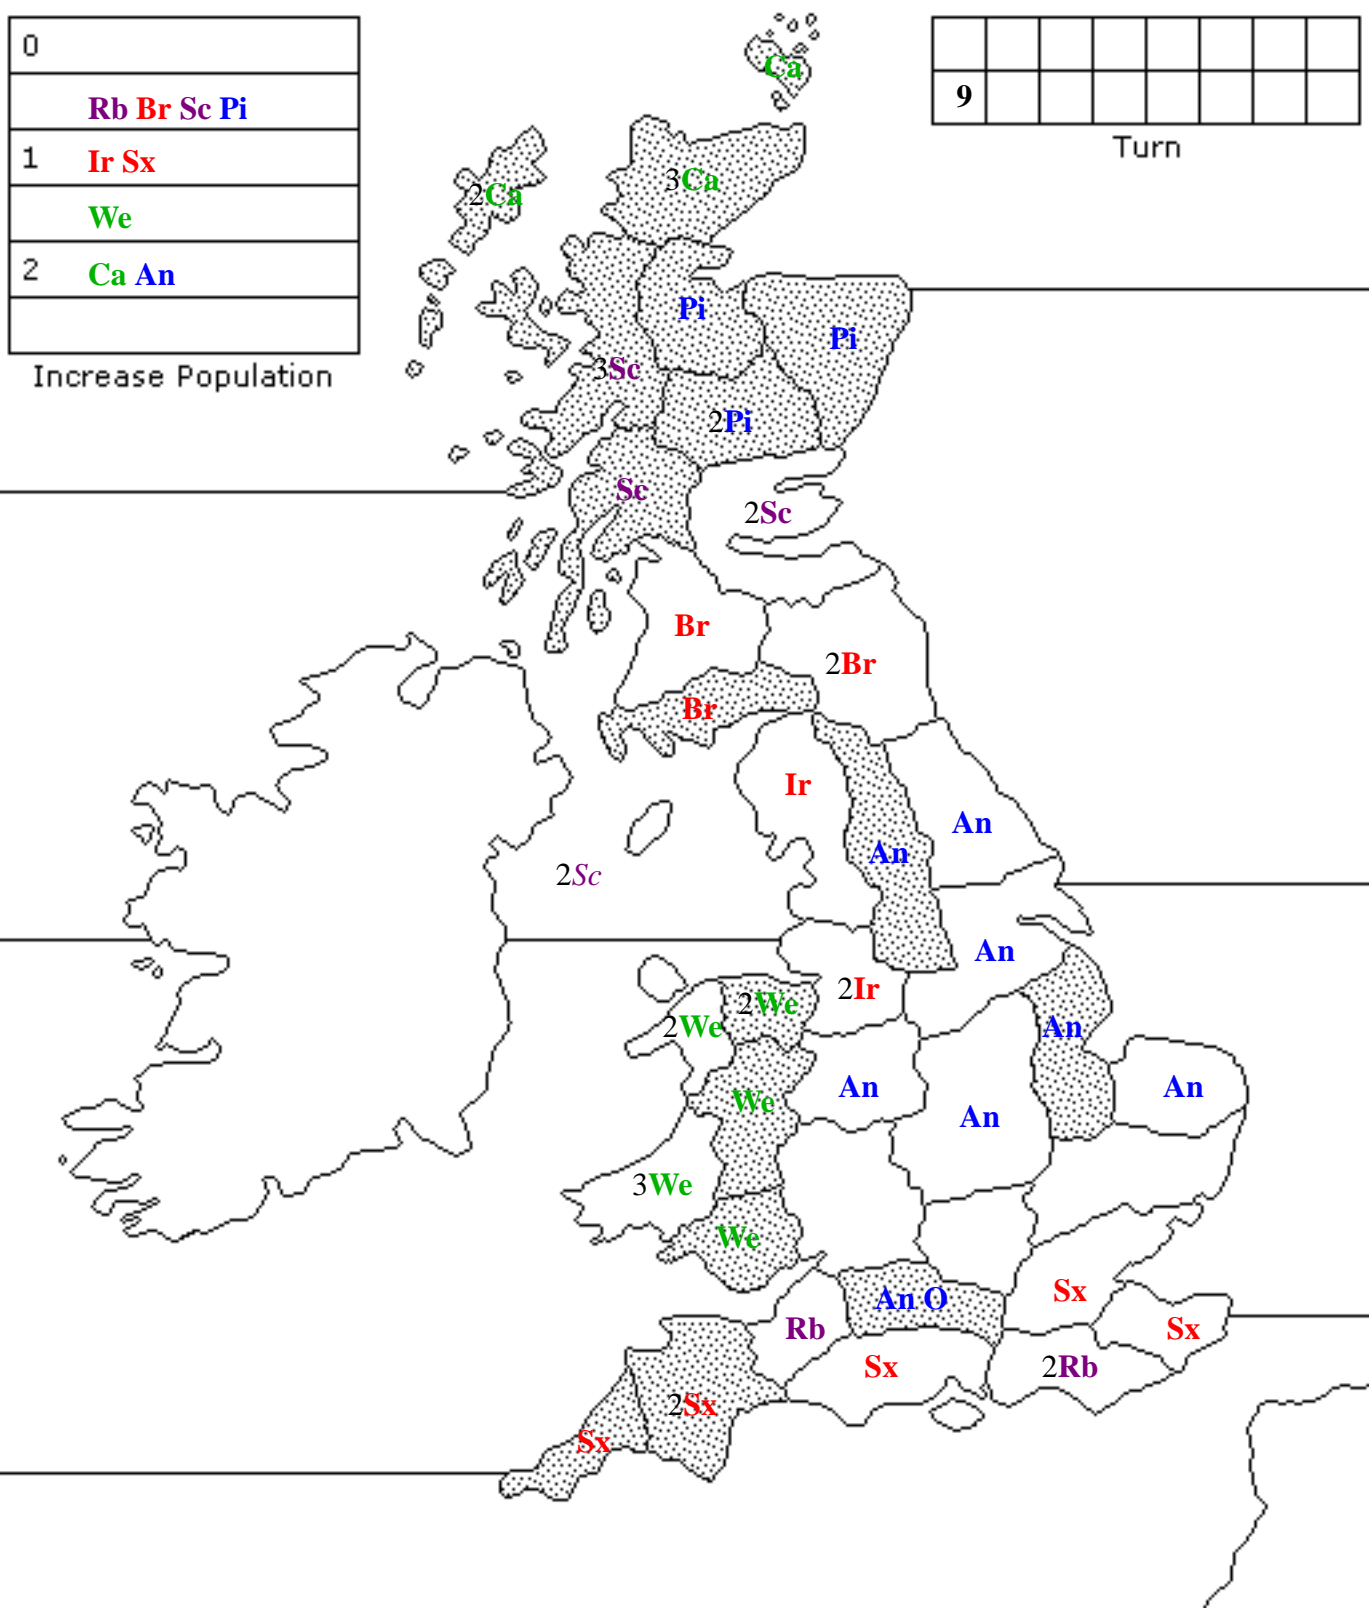 0
Rb Br Sc Pi
1 Ir Sx
We
2 Ca An
Increase Population
9
Turn
Ca
3Ca
2Ca
Pi
Pi
3Sc
2Pi
Sc
2Sc
Br
2Br
Br
Ir
An
An
2Sc
An
2Ir
2We
2We
An
We
An
An
An
3We
We
Sx
An O
Rb
Sx
Sx
2Rb
2Sx
Sx